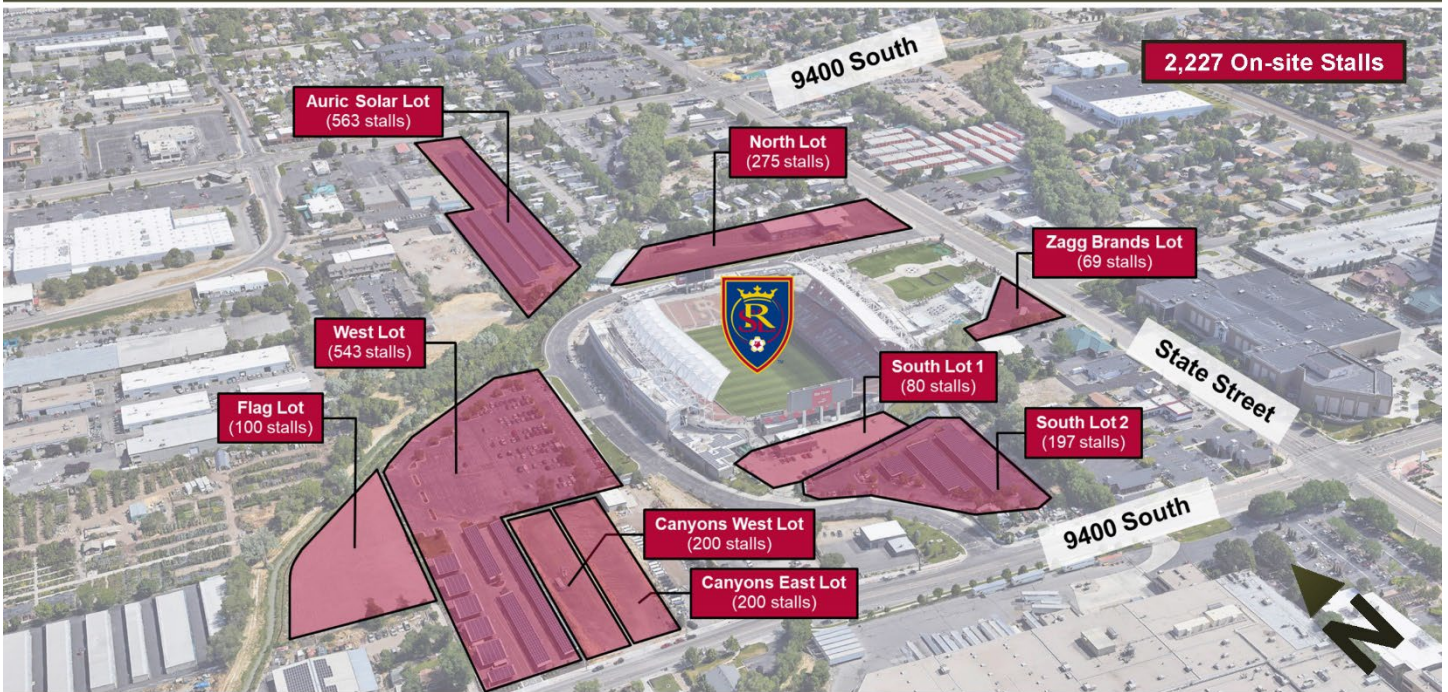 9400 South
2,227 On-site Stalls
Auric Solar Lot
(563 stalls)
North Lot
(275 stalls)
Zagg Brands Lot
(69 stalls)
West Lot
(543 stalls)
South Lot 1
(80 stalls)
State Street
Flag Lot
(100 stalls)
South Lot 2
(197 stalls)
Canyons West Lot
(200 stalls)
9400 South
Canyons East Lot
(200 stalls)
N